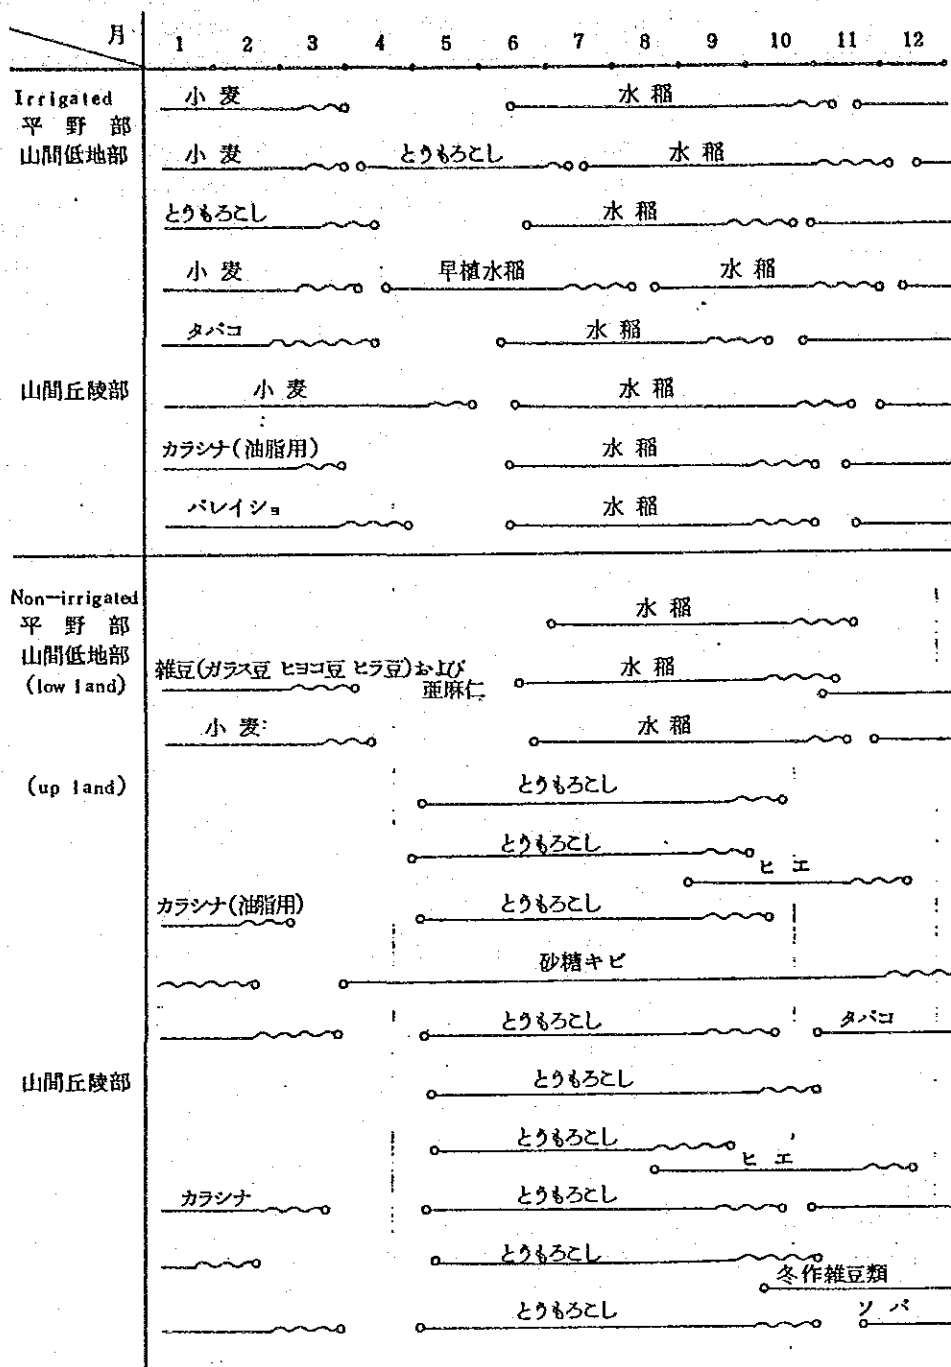 月 1 2 3 4 5 6 7 8 9 10 11 12
Irrigated 小麦 水稲
平野部
山間低地部 小麦 とうもろこし 水稲
とうもろこし 水稲
小麦 早植水稲 水稲
タバコ 水稲
山間丘陵部 小麦 水稲
カラシナ(油脂用) 水稲
バレイショ 水稲
Non-irrigated 水稲
平野部
山間低地部 雑豆(ガラス豆 ヒヨコ豆 ヒラ豆)および 水稲
(low land) 亜麻仁
小麦 水稲
(up land) とうもろこし
とうもろこし
ヒエ
カラシナ(油脂用) とうもろこし
砂糖キビ
とうもろこし タバコ
山間丘陵部 とうもろこし
とうもろこし
ヒエ
カラシナ とうもろこし
とうもろこし
冬作雑豆類
とうもろこし ソバ